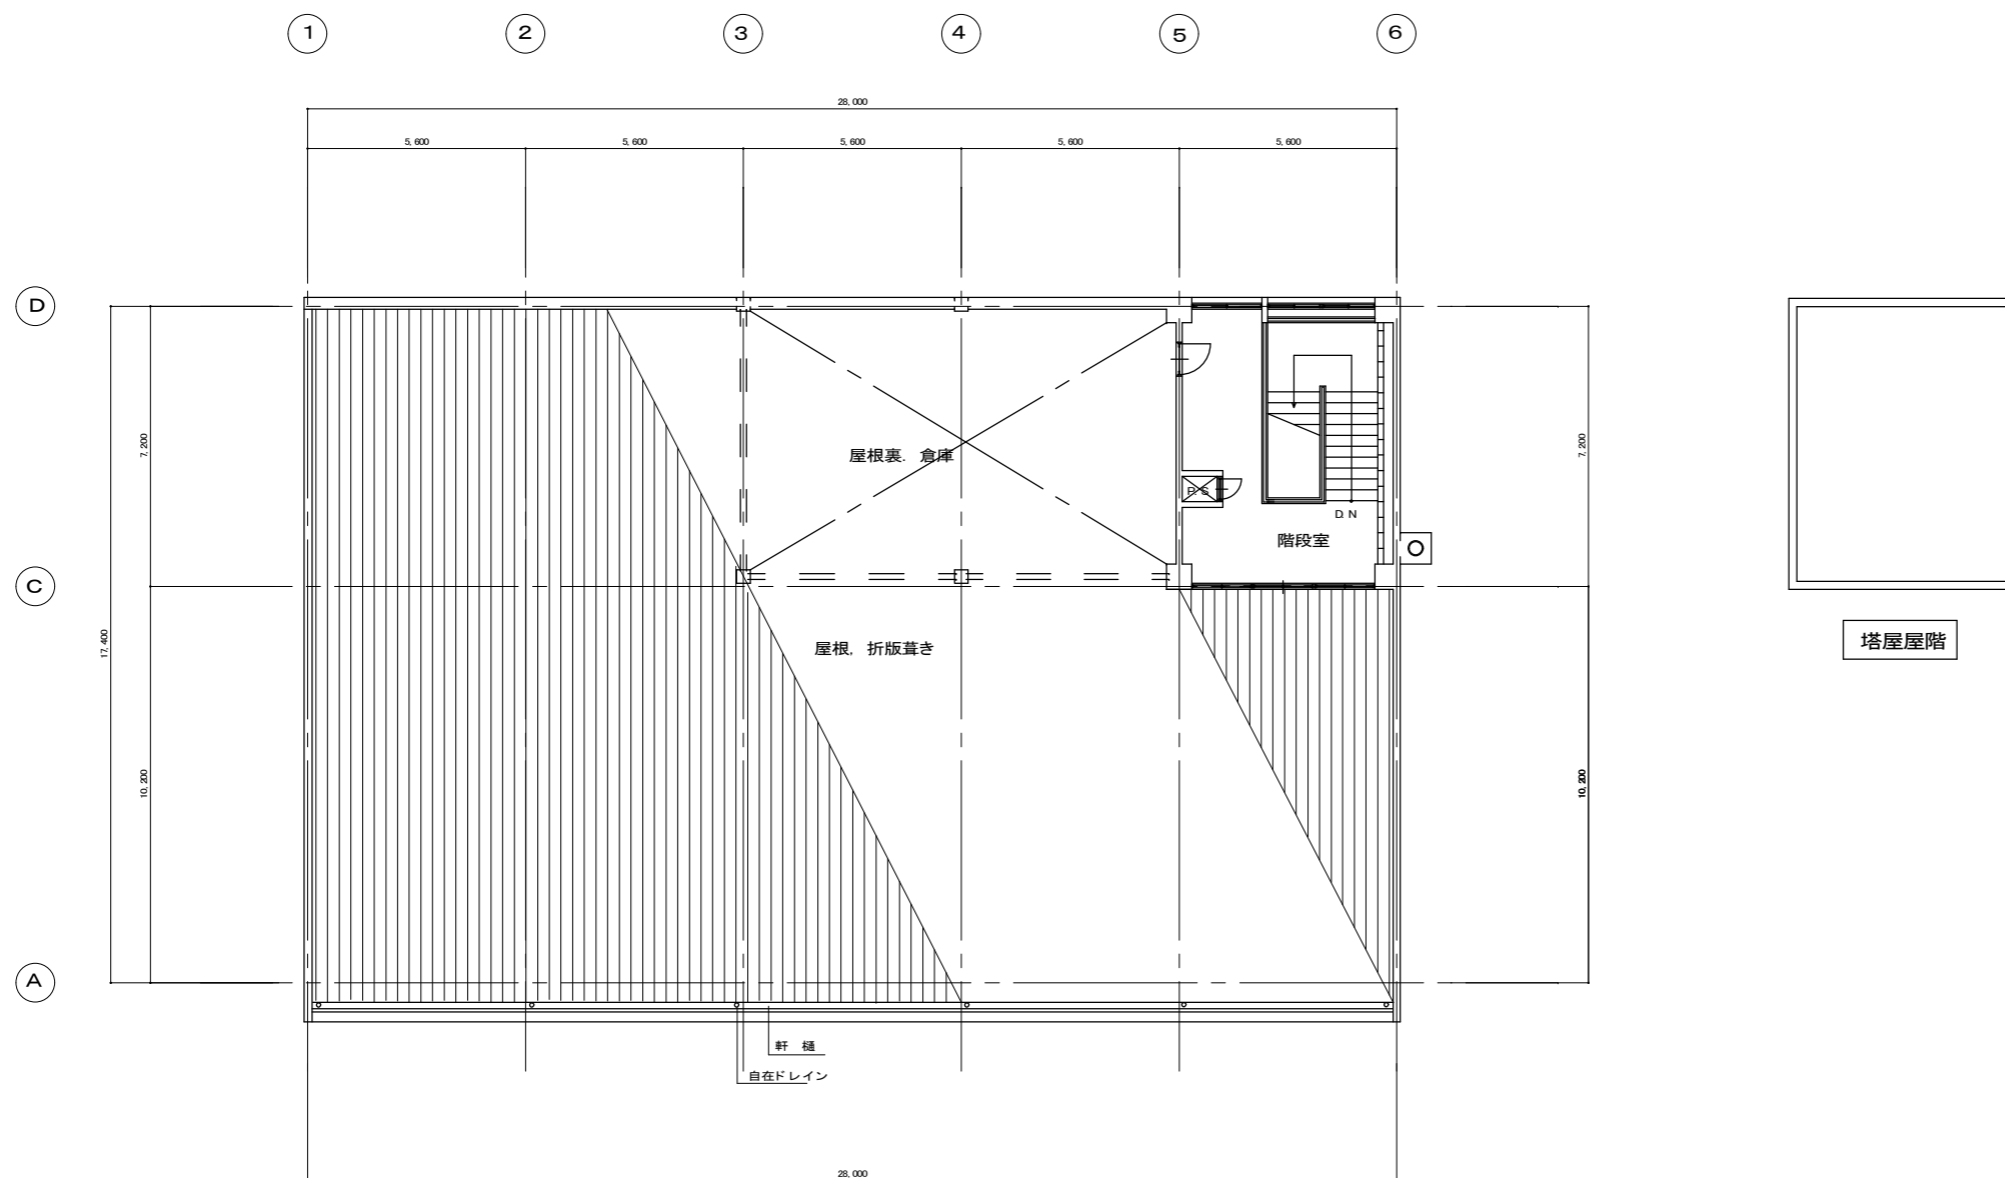 1 2 3 4 5 6
28,000
5,600 5,600 5,600 5,600 5,600
D
7,200 7,200
屋根裏. 倉庫
P.S
D.N
階段室
C
17,400
屋根, 折版葺き
塔屋屋階
10,200 10,200
A
軒 樋
自在ドレイン
28,000